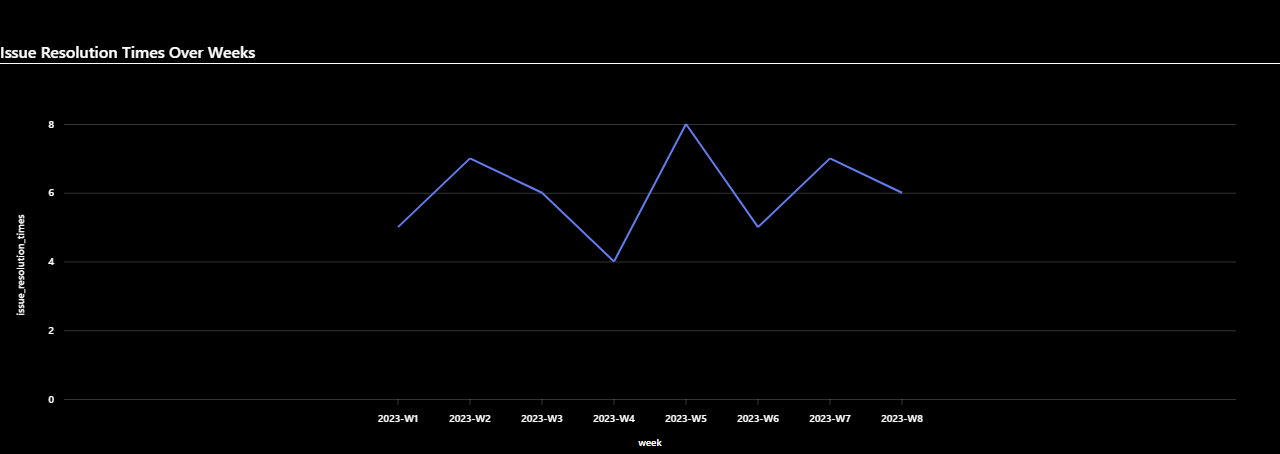 Issue Resolution Times Over Weeks
8
6
4
2
0
issue_resolution_times
2023-W1 2023-W2 2023-W3 2023-W4 2023-W5 2023-W6 2023-W7 2023-W8
week